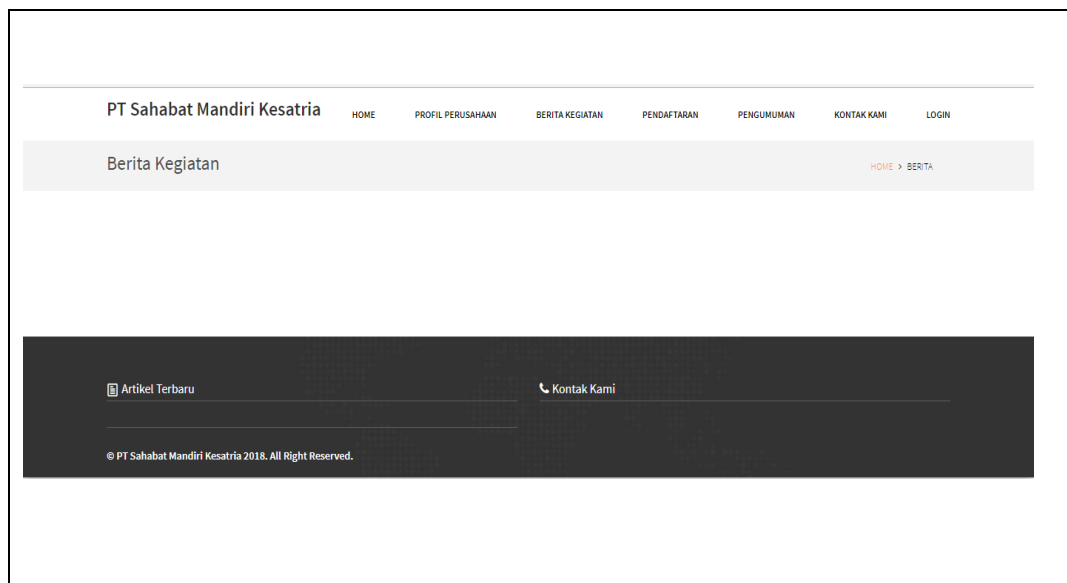 PT Sahabat Mandiri Kesatria HOME PROFIL PERUSAHAAN BERITA KEGIATAN PENDAFTARAN PENGUMUMAN KONTAK KAMI LOGIN
Berita Kegiatan HOME > BERITA
Artikel Terbaru Kontak Kami
© PT Sahabat Mandiri Kesatria 2018. All Right Reserved.